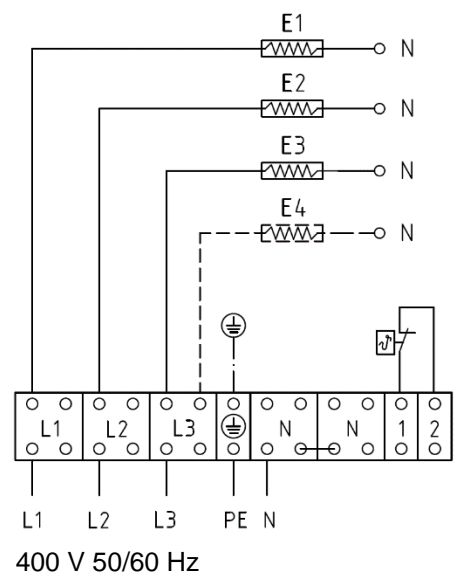 E1
N
E2
N
E3
N
E4
N
ϑ
L1 L2 L3 N N 1 2
L1 L2 L3 PE N
400 V 50/60 Hz